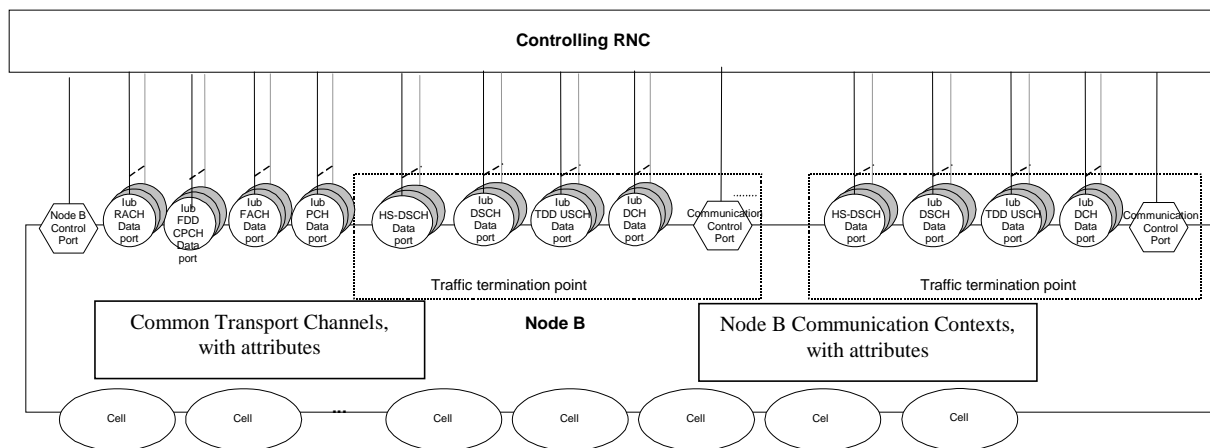 Controlling RNC
Node B
Control
Port
Iub
RACH
Data
port
Iub
FDD
CPCH
Data
port
Iub
FACH
Data
port
Iub
PCH
Data
port
HS-DSCH
Data port
Iub
DSCH
Data
port
Iub
TDD USCH
Data
port
Iub
DCH
Data
port
Communication
Control
Port
HS-DSCH
Data port
Iub
DSCH
Data
port
Iub
TDD USCH
Data
port
Iub
DCH
Data
port
Communication
Control
Port
Traffic termination point
Traffic termination point
Common Transport Channels,
with attributes
Node B
Node B Communication Contexts,
with attributes
Cell
Cell
...
Cell
Cell
Cell
Cel
Cell